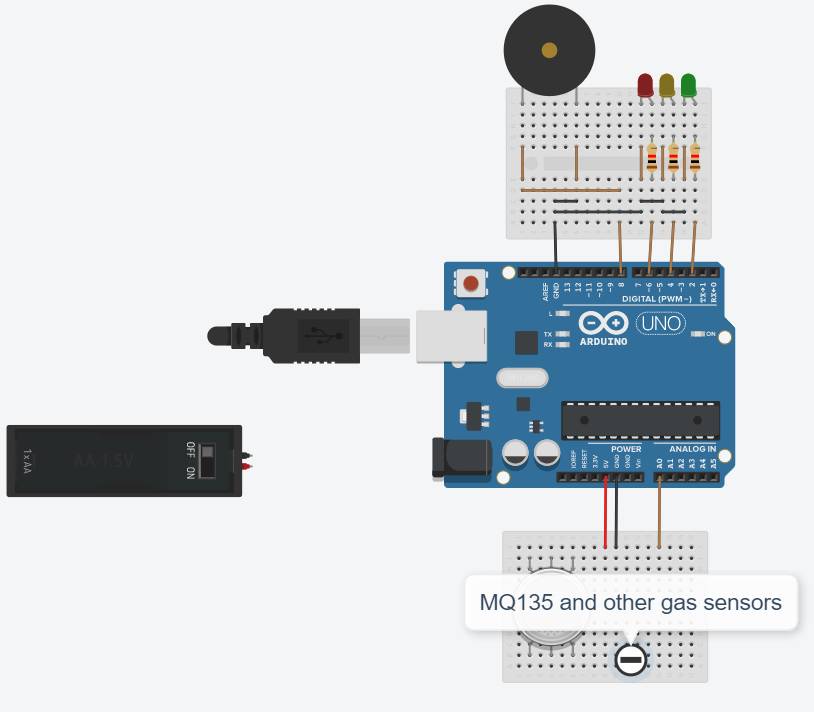 AREF
GND
13
12
~11
~10
~9
8
7
~6
~5
4
~3
2
TX→1
RX←0
DIGITAL (PWM~)
L
TX
RX
UNO
ARDUINO
ON
1 x AA
AA 1.5V
OFF ON
POWER
ANALOG IN
IOREF
RESET
3.3V
5V
GND
GND
Vin
A0
A1
A2
A3
A4
A5
MQ135 and other gas sensors